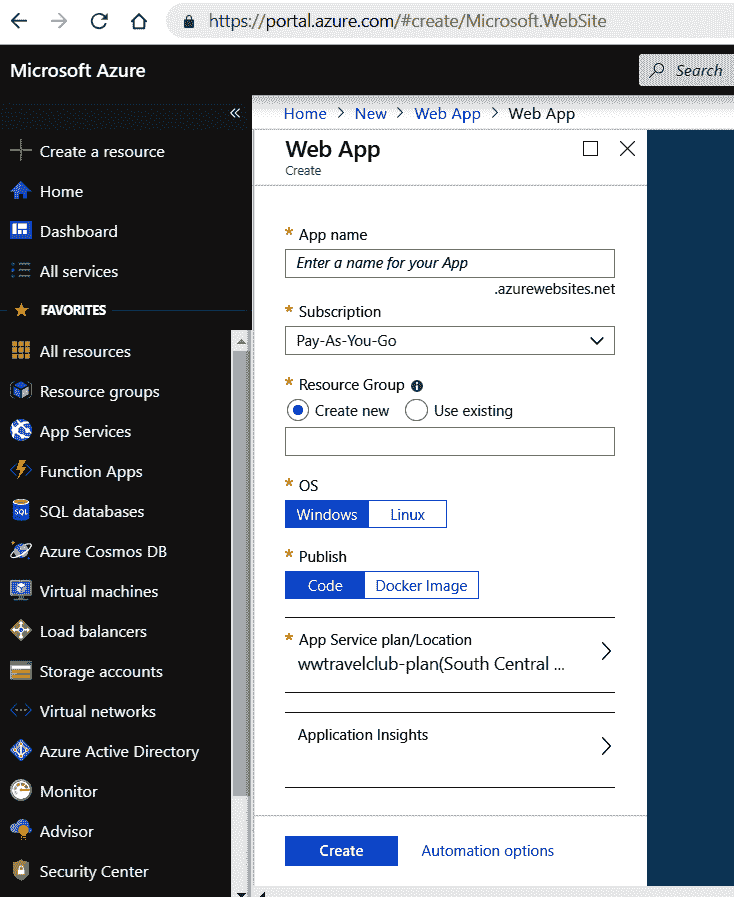 https://portal.azure.com/#create/Microsoft.WebSite
Microsoft Azure
Search
«
Home > New > Web App > Web App
Create a resource
Home
Dashboard
All services
FAVORITES
All resources
Resource groups
App Services
Function Apps
SQL
SQL databases
Azure Cosmos DB
Virtual machines
Load balancers
Storage accounts
Virtual networks
Azure Active Directory
Monitor
Advisor
Security Center
Web App
Create
* App name
Enter a name for your App
.azurewebsites.net
* Subscription
Pay-As-You-Go
* Resource Group
Create new Use existing
* OS
Windows Linux
* Publish
Code Docker Image
* App Service plan/Location
wwtravelclub-plan(South Central ...
Application Insights
Create Automation options